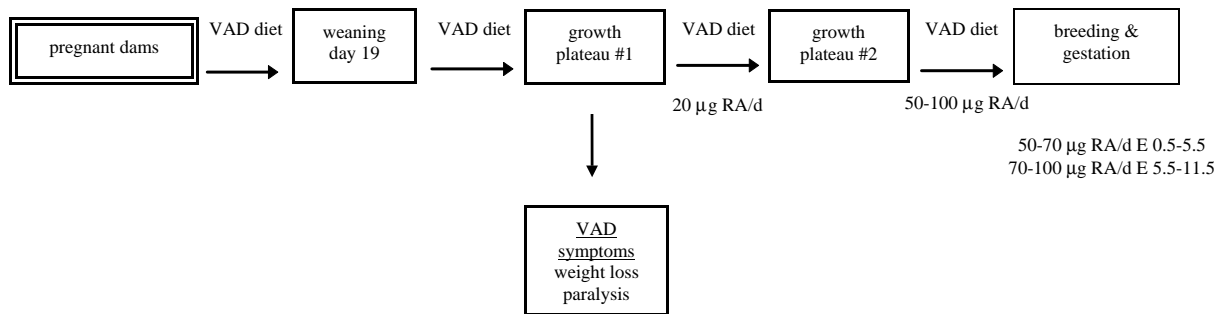 pregnant dams
VAD diet
weaning
day 19
VAD diet
growth
plateau #1
VAD diet
20 μg RA/d
growth
plateau #2
VAD diet
50-100 μg RA/d
breeding &
gestation
50-70 μg RA/d E 0.5-5.5
70-100 μg RA/d E 5.5-11.5
VAD
symptoms
weight loss
paralysis